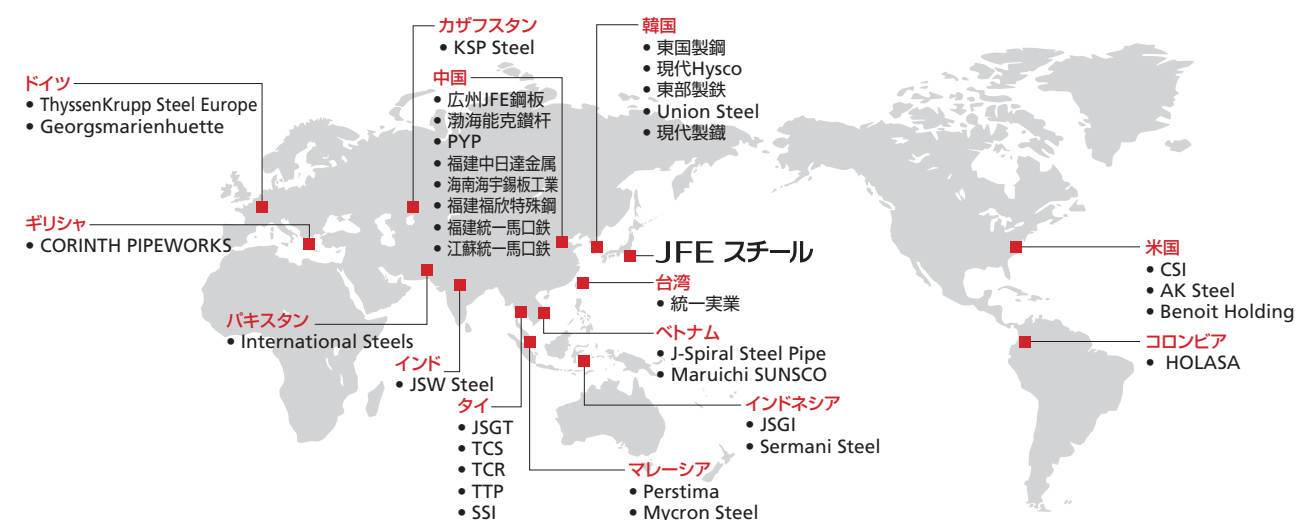 カザフスタン
• KSP Steel
韓国
• 東国製鋼
• 現代Hysco
• 東部製鉄
• Union Steel
• 現代製鐵
ドイツ
• ThyssenKrupp Steel Europe
• Georgsmarienhuette
中国
• 広州JFE鋼板
• 渤海能克鑚杆
• PYP
• 福建中日達金属
• 海南海宇錫板工業
• 福建福欣特殊鋼
• 福建統一馬口鉄
• 江蘇統一馬口鉄
ギリシャ
• CORINTH PIPEWORKS
JFE スチール
米国
• CSI
• AK Steel
• Benoit Holding
台湾
• 統一実業
パキスタン
• International Steels
ベトナム
• J-Spiral Steel Pipe
• Maruichi SUNSCO
コロンビア
• HOLASA
インド
• JSW Steel
タイ
• JSGT
• TCS
• TCR
• TTP
• SSI
インドネシア
• JSGI
• Sermani Steel
マレーシア
• Perstima
• Mycron Steel